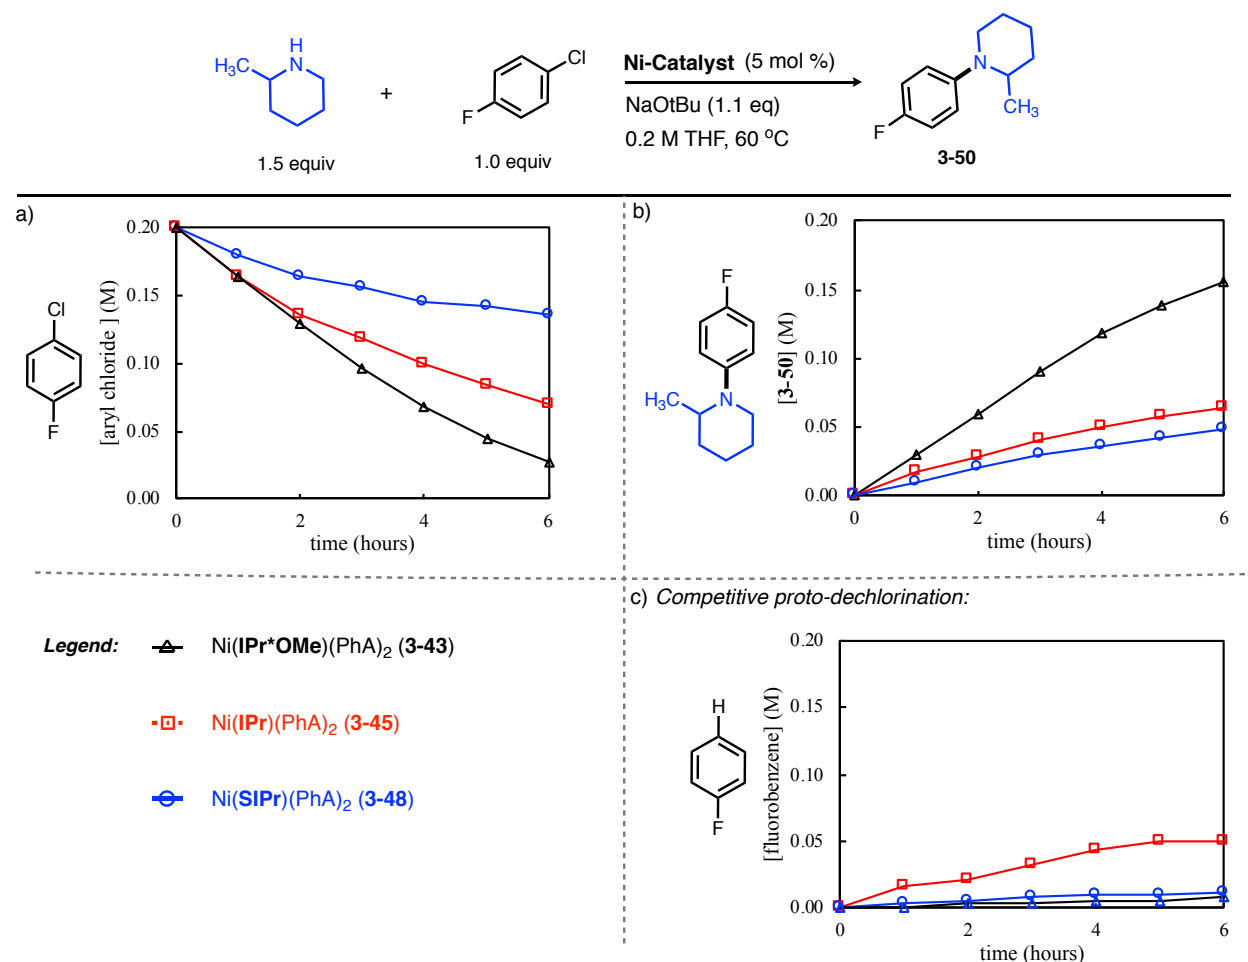 H
H₃C
N
Cl
F
+
1.5 equiv
1.0 equiv
Ni-Catalyst (5 mol %)
NaOtBu (1.1 eq)
0.2 M THF, 60 ºC
N
CH₃
F
3-50
a)
Cl
F
[aryl chloride ] (M)
0.20
0.15
0.10
0.05
0.00
0
2
4
6
time (hours)
b)
F
H₃C
N
[3-50] (M)
0.20
0.15
0.10
0.05
0.00
0
2
4
6
time (hours)
Legend:
Ni(IPr*OMe)(PhA)₂ (3-43)
Ni(IPr)(PhA)₂ (3-45)
Ni(SIPr)(PhA)₂ (3-48)
c) Competitive proto-dechlorination:
H
F
[fluorobenzene] (M)
0.20
0.15
0.10
0.05
0.00
0
2
4
6
time (hours)